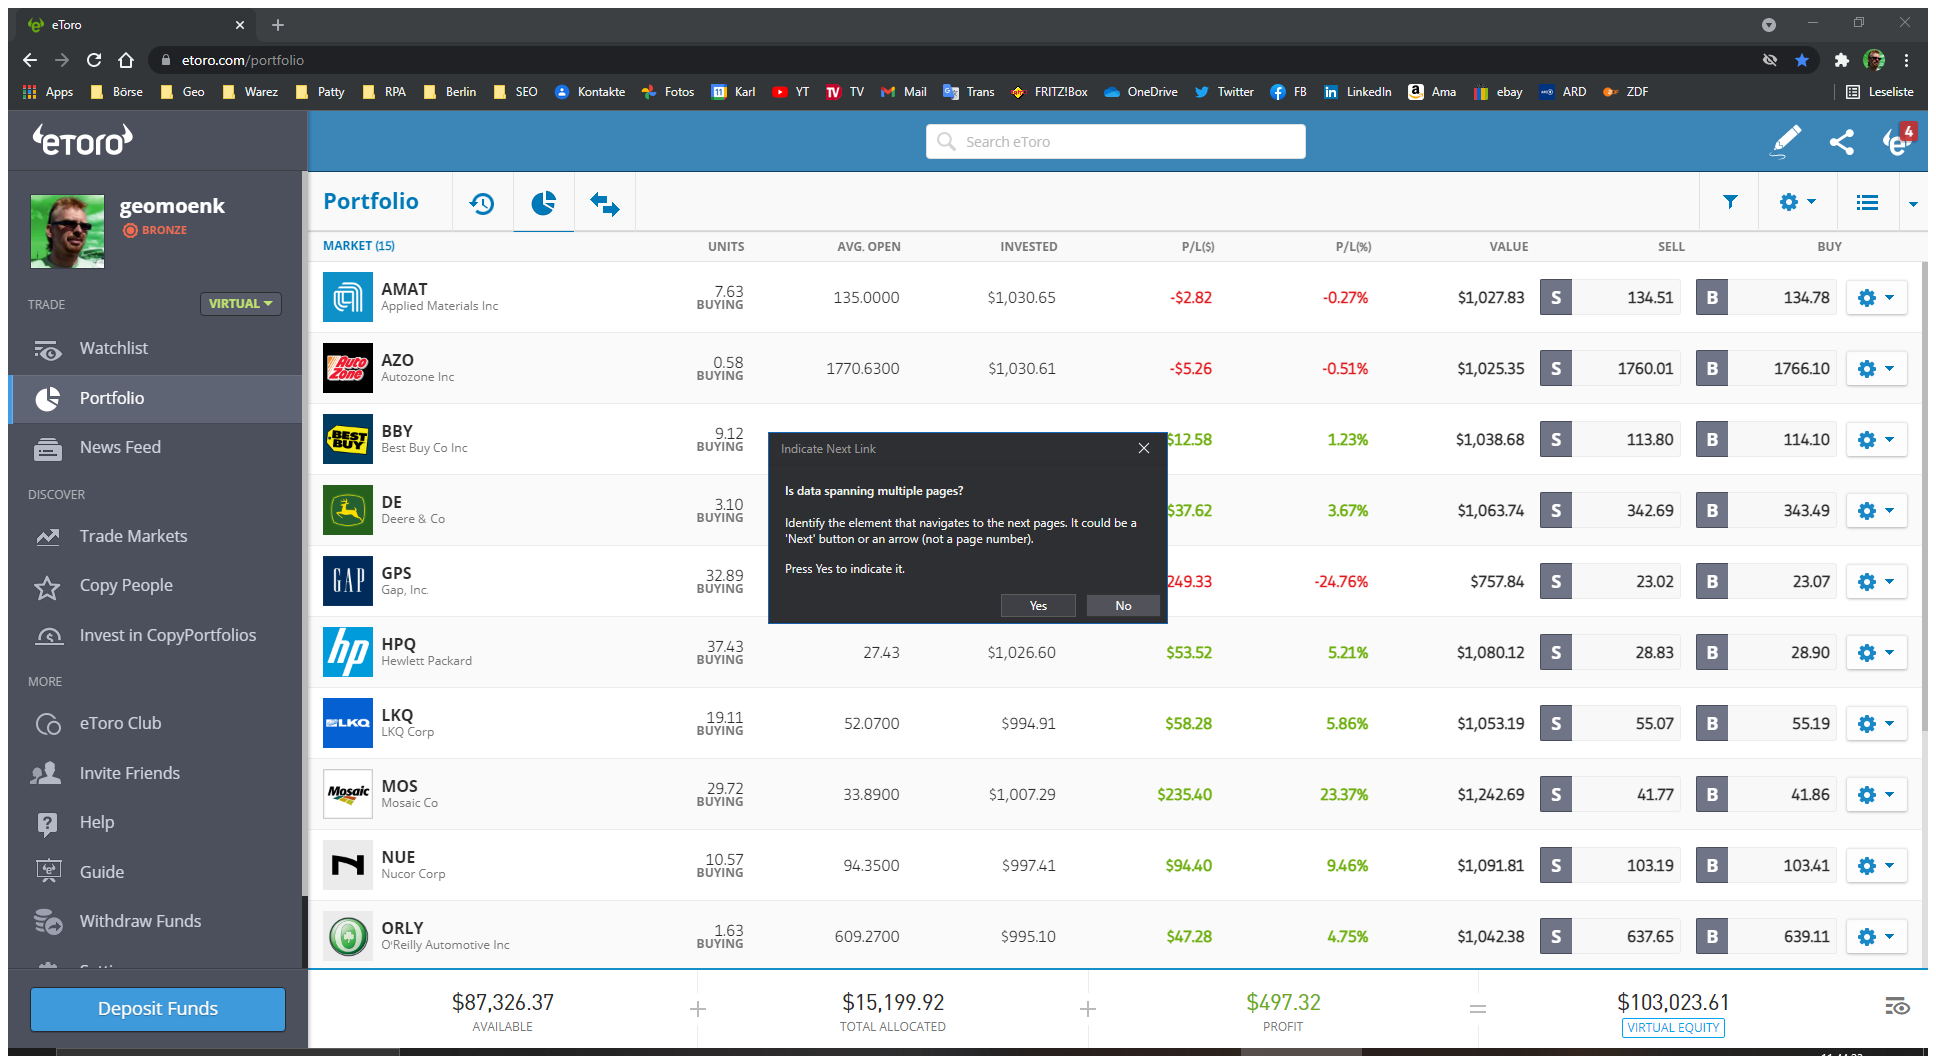 eToro
etoro.com/portfolio
Apps Börse Geo Warez Patty RPA Berlin SEO Kontakte Fotos Karl YT TV Mail Trans FRITZ!Box OneDrive Twitter FB LinkedIn Ama ebay ARD ZDF Leseliste
eToro Search eToro 4
geomoenk
BRONZE
TRADE VIRTUAL
Watchlist
Portfolio
News Feed
DISCOVER
Trade Markets
Copy People
Invest in CopyPortfolios
MORE
eToro Club
Invite Friends
Help
Guide
Withdraw Funds
Deposit Funds
Portfolio
MARKET (15) UNITS AVG. OPEN INVESTED P/L($) P/L(%) VALUE SELL BUY
AMAT 7.63 135.0000 $1,030.65 -$2.82 -0.27% $1,027.83 S 134.51 B 134.78
Applied Materials Inc BUYING
AutoZone AZO 0.58 1770.6300 $1,030.61 -$5.26 -0.51% $1,025.35 S 1760.01 B 1766.10
Autozone Inc BUYING
BEST BUY BBY 9.12 $12.58 1.23% $1,038.68 S 113.80 B 114.10
Best Buy Co Inc BUYING
DE 3.10 $37.62 3.67% $1,063.74 S 342.69 B 343.49
Deere & Co BUYING
GAP GPS 32.89 249.33 -24.76% $757.84 S 23.02 B 23.07
Gap, Inc. BUYING
hp HPQ 37.43 27.43 $1,026.60 $53.52 5.21% $1,080.12 S 28.83 B 28.90
Hewlett Packard BUYING
LKQ LKQ 19.11 52.0700 $994.91 $58.28 5.86% $1,053.19 S 55.07 B 55.19
LKQ Corp BUYING
Mosaic MOS 29.72 33.8900 $1,007.29 $235.40 23.37% $1,242.69 S 41.77 B 41.86
Mosaic Co BUYING
NUE 10.57 94.3500 $997.41 $94.40 9.46% $1,091.81 S 103.19 B 103.41
Nucor Corp BUYING
ORLY 1.63 609.2700 $995.10 $47.28 4.75% $1,042.38 S 637.65 B 639.11
O'Reilly Automotive Inc BUYING
Indicate Next Link
Is data spanning multiple pages?
Identify the element that navigates to the next pages. It could be a
'Next' button or an arrow (not a page number).
Press Yes to indicate it.
Yes No
$87,326.37 + $15,199.92 + $497.32 = $103,023.61
AVAILABLE TOTAL ALLOCATED PROFIT VIRTUAL EQUITY